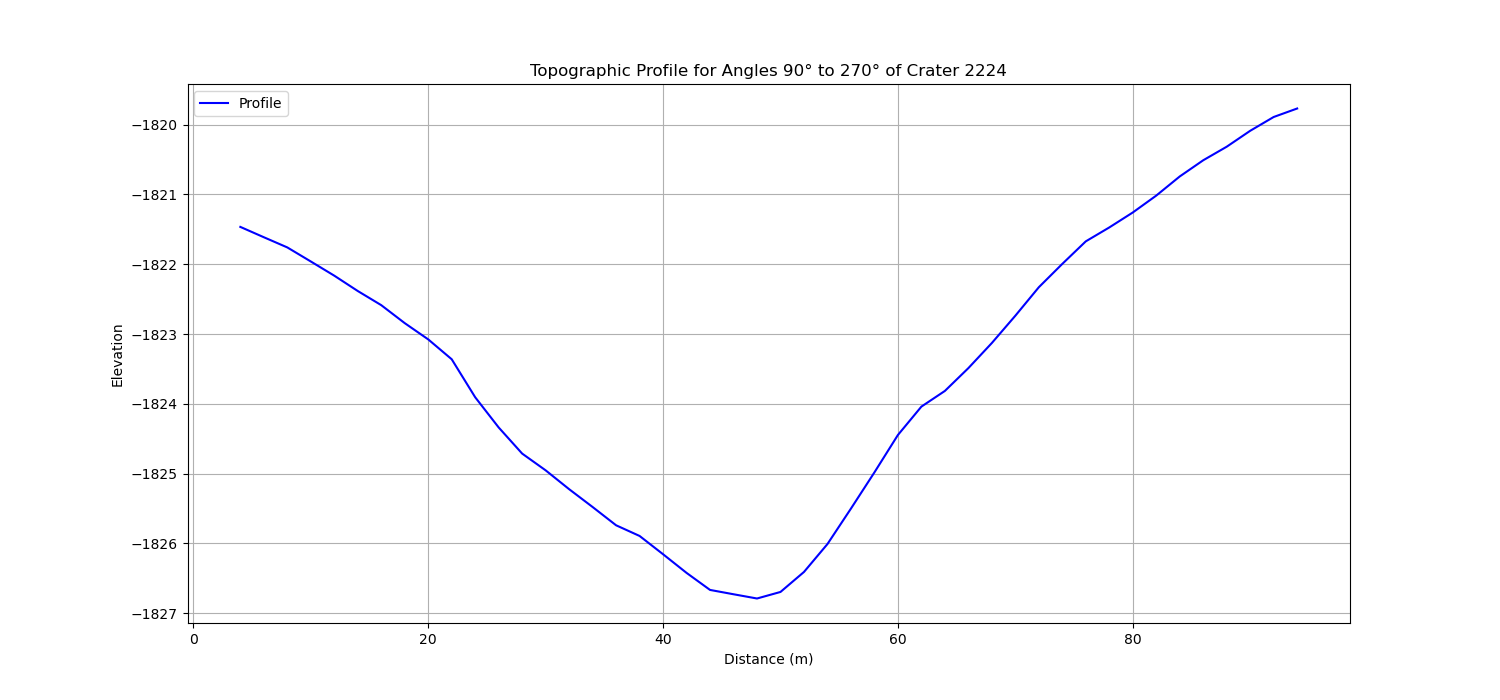 Topographic Profile for Angles 90° to 270° of Crater 2224
Profile
−1820
−1821
−1822
−1823
−1824
−1825
−1826
−1827
Elevation
0 20 40 60 80
Distance (m)